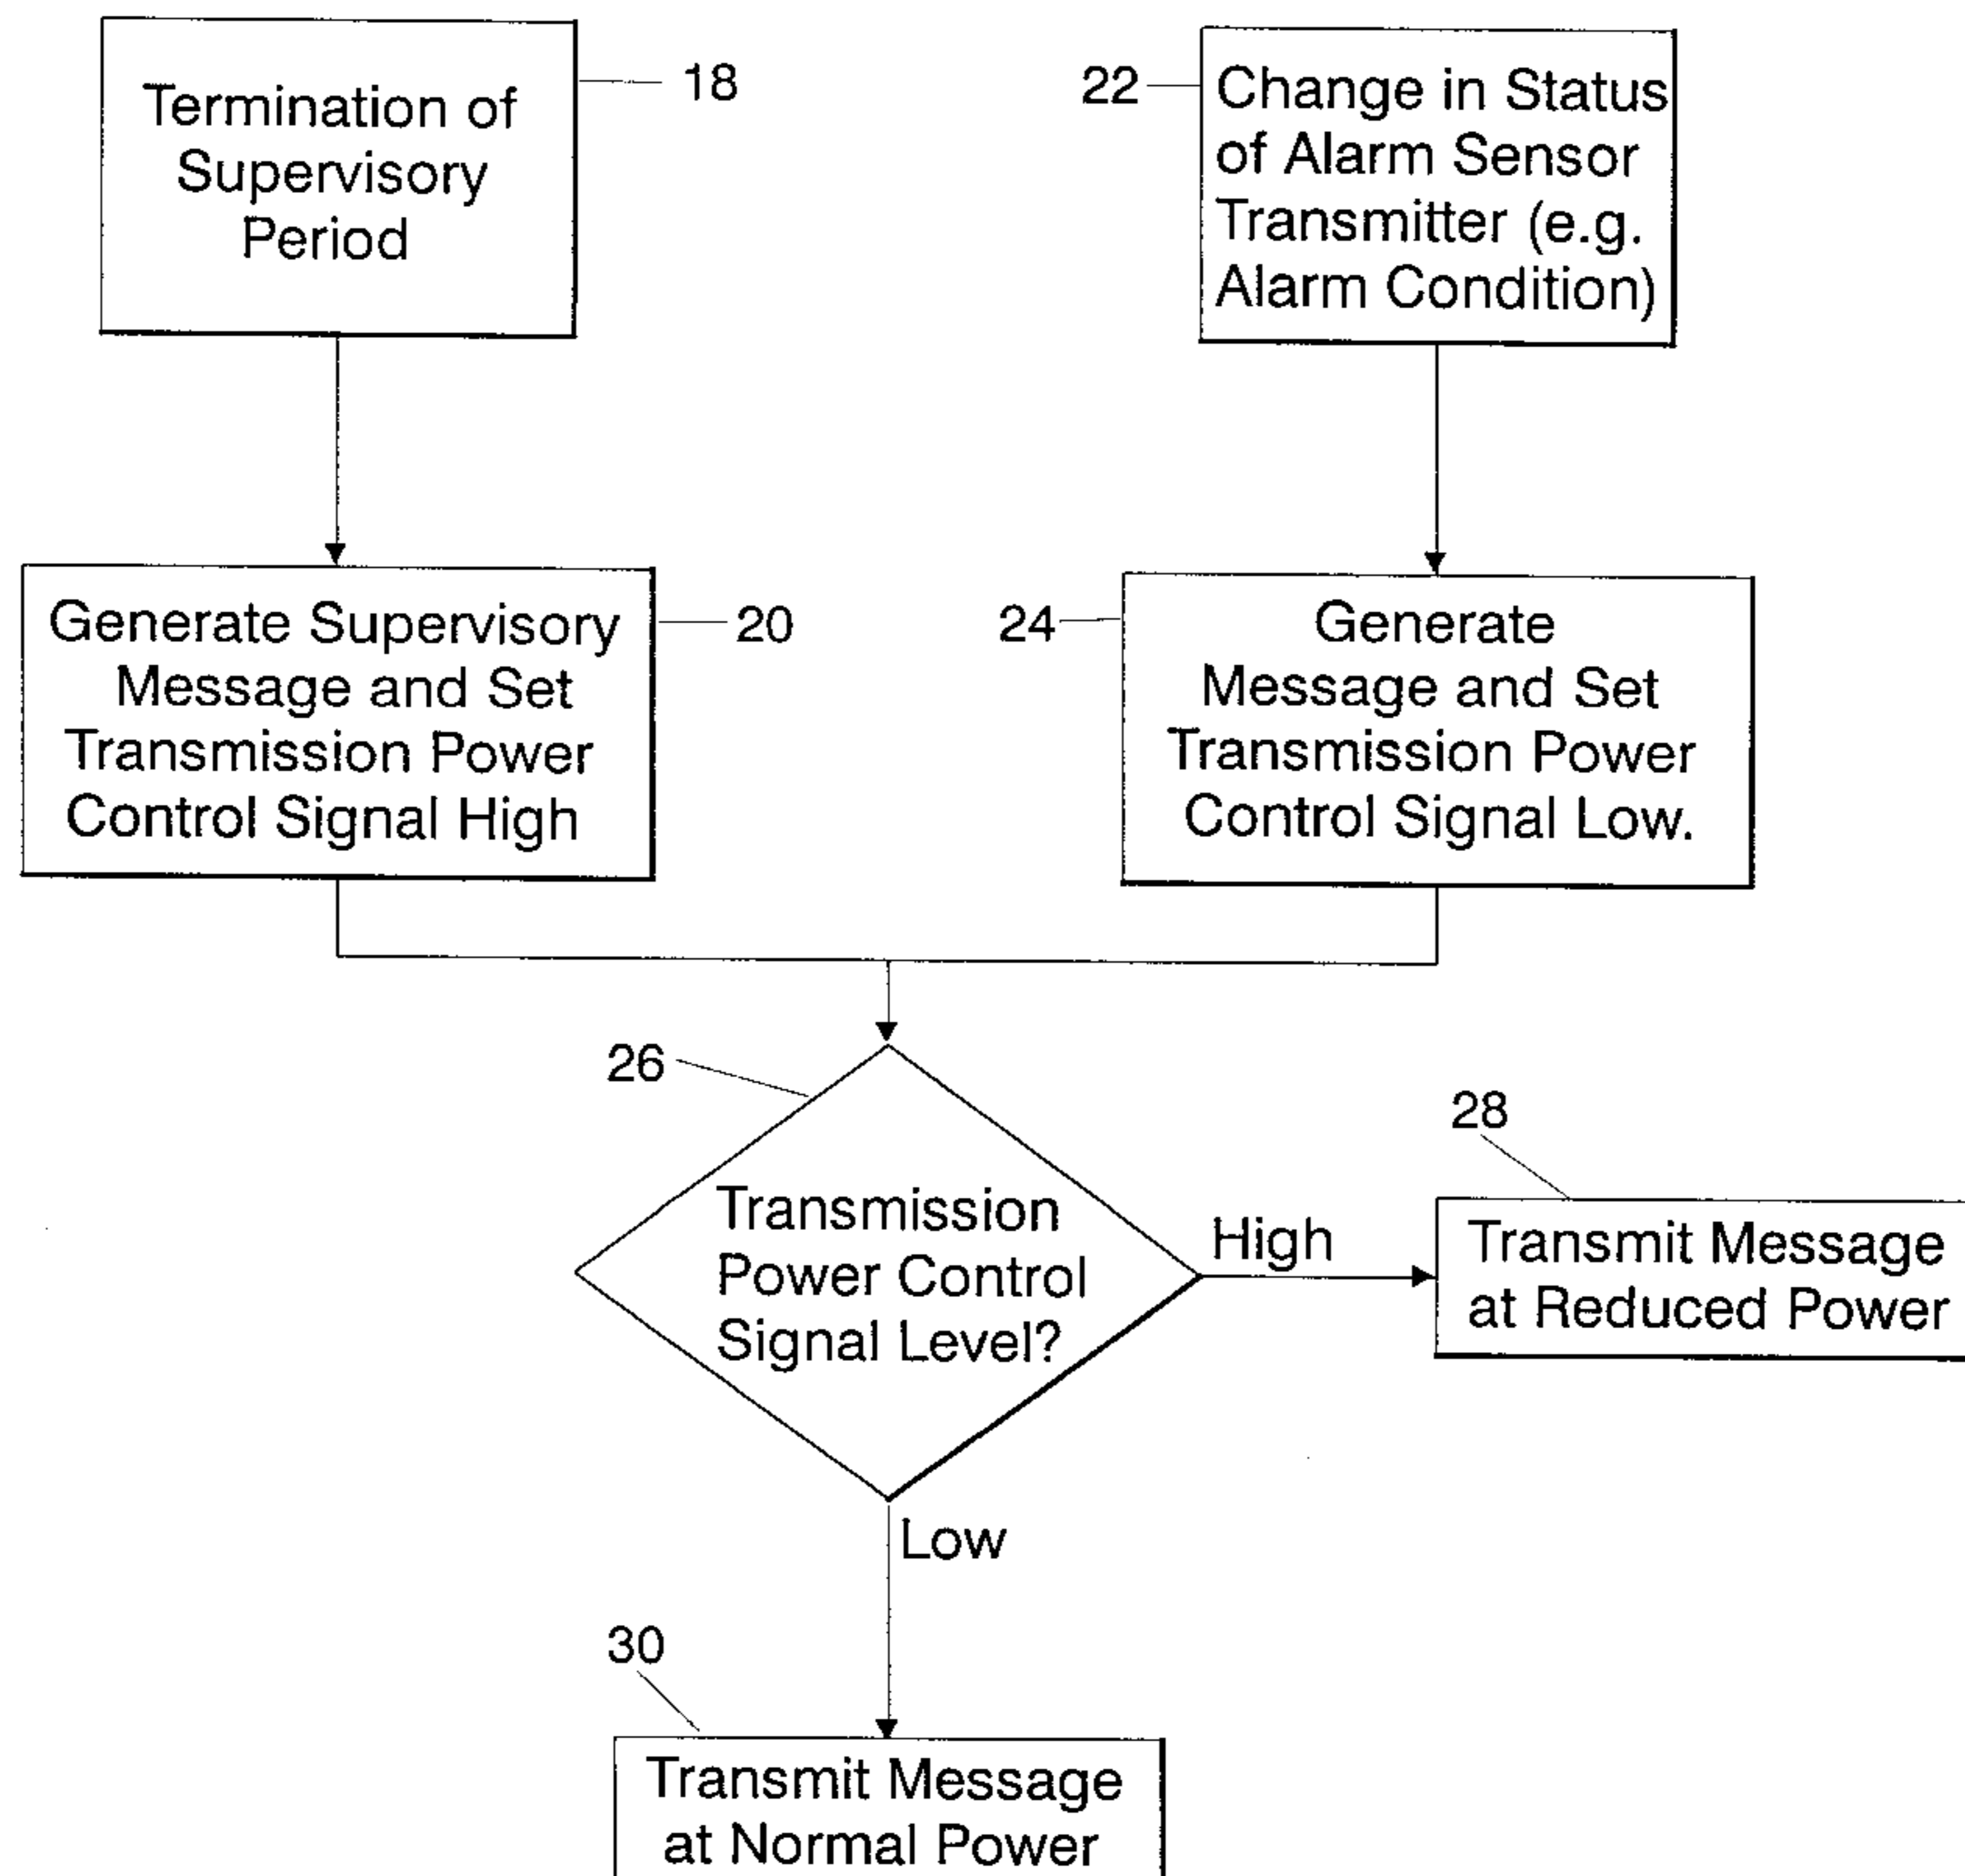 Termination of
Supervisory
Period
18
22
Change in Status
of Alarm Sensor
Transmitter (e.g.
Alarm Condition)
Generate Supervisory
Message and Set
Transmission Power
Control Signal High
20
24
Generate
Message and Set
Transmission Power
Control Signal Low.
26
Transmission
Power Control
Signal Level?
High
28
Transmit Message
at Reduced Power
Low
30
Transmit Message
at Normal Power